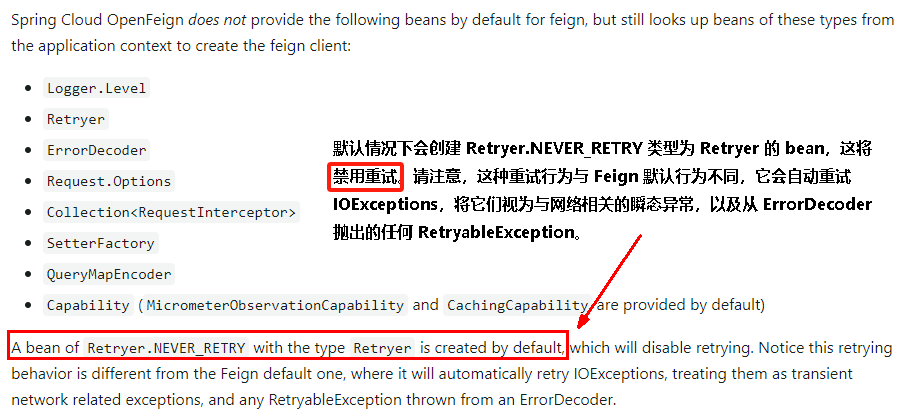 Spring Cloud OpenFeign does not provide the following beans by default for feign, but still looks up beans of these types from
the application context to create the feign client:
Logger.Level
Retryer
ErrorDecoder
Request.Options
Collection<RequestInterceptor>
SetterFactory
QueryMapEncoder
Capability (MicrometerObservationCapability and CachingCapability are provided by default)
默认情况下会创建 Retryer.NEVER_RETRY 类型为 Retryer 的 bean，这将
禁用重试。请注意，这种重试行为与 Feign 默认行为不同，它会自动重试
IOExceptions，将它们视为与网络相关的瞬态异常，以及从 ErrorDecoder
抛出的任何 RetryableException。
A bean of Retryer.NEVER_RETRY with the type Retryer is created by default, which will disable retrying. Notice this retrying
behavior is different from the Feign default one, where it will automatically retry IOExceptions, treating them as transient
network related exceptions, and any RetryableException thrown from an ErrorDecoder.